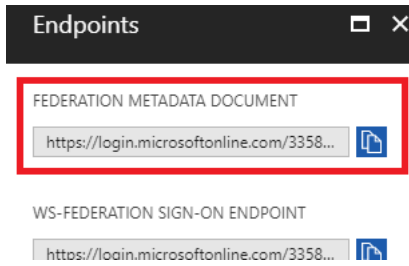 Endpoints
FEDERATION METADATA DOCUMENT
https://login.microsoftonline.com/3358...
WS-FEDERATION SIGN-ON ENDPOINT
https://login.microsoftonline.com/3358...